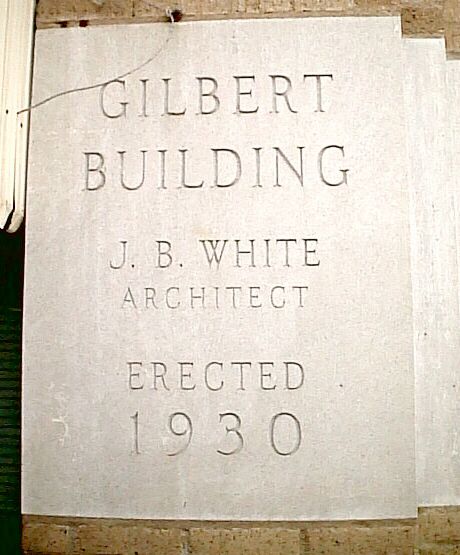 GILBERT
BUILDING
J. B. WHITE
ARCHITECT
ERECTED
1930